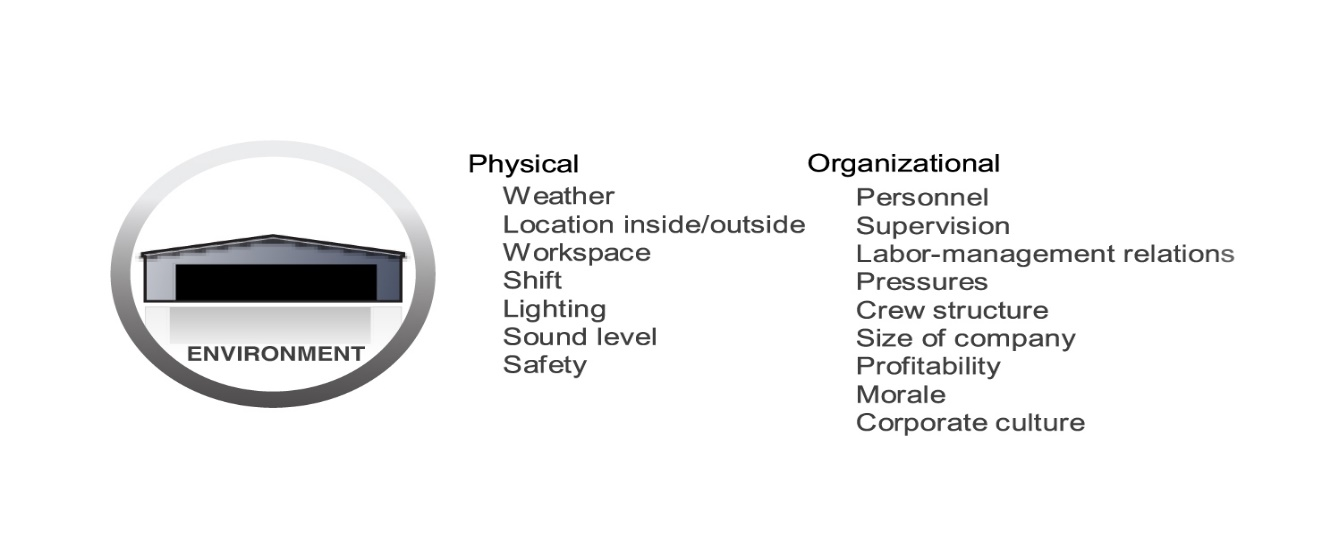 ENVIRONMENT
Physical
Weather
Location inside/outside
Workspace
Shift
Lighting
Sound level
Safety
Organizational
Personnel
Supervision
Labor-management relations
Pressures
Crew structure
Size of company
Profitability
Morale
Corporate culture